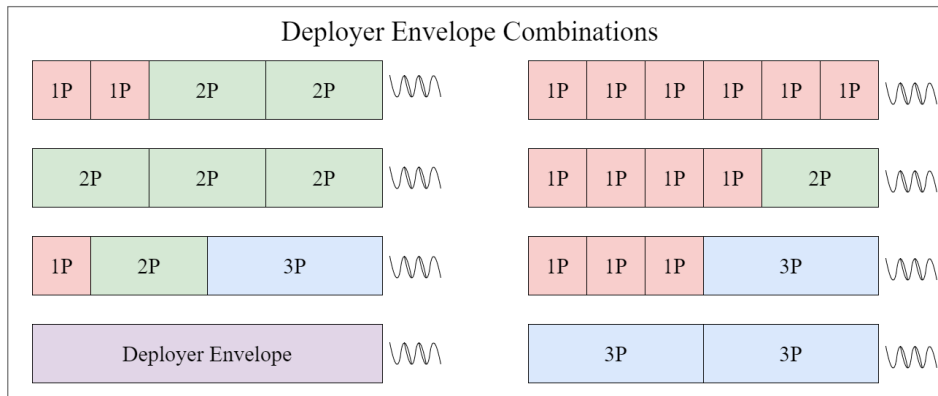 Deployer Envelope Combinations
1P 1P 2P 2P
1P 1P 1P 1P 1P 1P
2P 2P 2P
1P 1P 1P 1P 2P
1P 2P 3P
1P 1P 1P 3P
Deployer Envelope
3P 3P